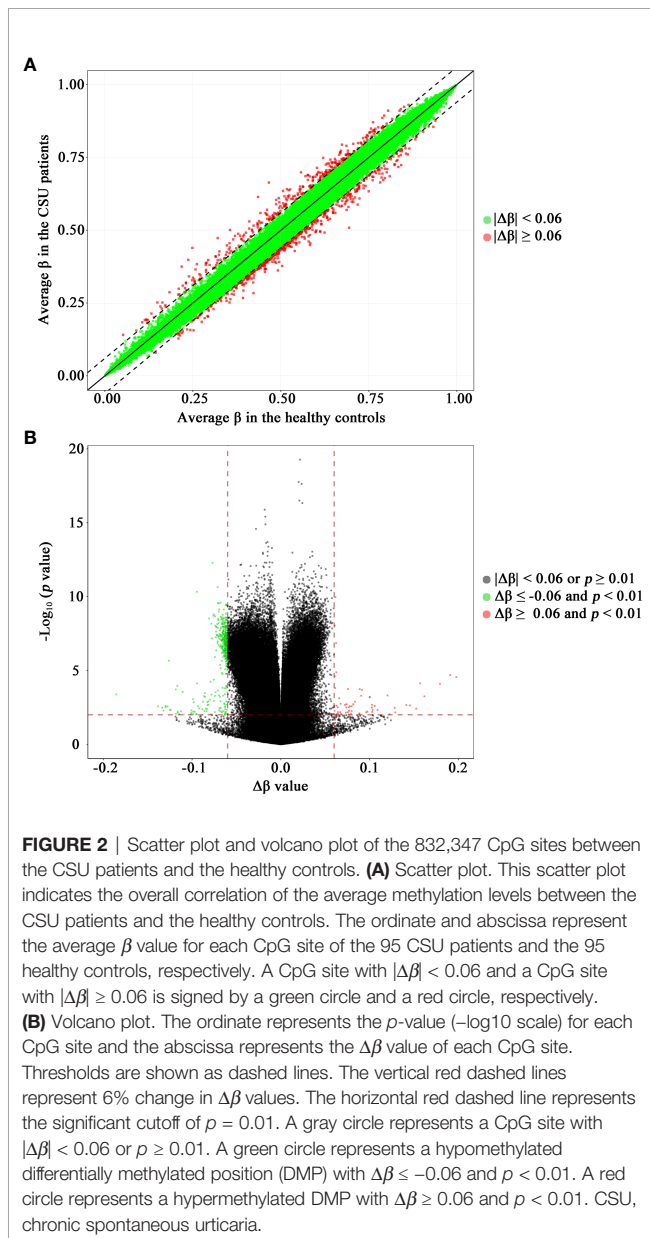 A
1.00
0.75
0.50
0.25
0.00
Average β in the CSU patients
0.00 0.25 0.50 0.75 1.00
Average β in the healthy controls
|Δβ| < 0.06
|Δβ| ≥ 0.06
B
20
15
10
5
0
-Log₁₀ (p value)
-0.2 -0.1 0.0 0.1 0.2
Δβ value
|Δβ| < 0.06 or p ≥ 0.01
Δβ ≤ -0.06 and p < 0.01
Δβ ≥ 0.06 and p < 0.01
FIGURE 2 | Scatter plot and volcano plot of the 832,347 CpG sites between
the CSU patients and the healthy controls. (A) Scatter plot. This scatter plot
indicates the overall correlation of the average methylation levels between the
CSU patients and the healthy controls. The ordinate and abscissa represent
the average β value for each CpG site of the 95 CSU patients and the 95
healthy controls, respectively. A CpG site with |Δβ| < 0.06 and a CpG site
with |Δβ| ≥ 0.06 is signed by a green circle and a red circle, respectively.
(B) Volcano plot. The ordinate represents the p-value (–log10 scale) for each
CpG site and the abscissa represents the Δβ value of each CpG site.
Thresholds are shown as dashed lines. The vertical red dashed lines
represent 6% change in Δβ values. The horizontal red dashed line represents
the significant cutoff of p = 0.01. A gray circle represents a CpG site with
|Δβ| < 0.06 or p ≥ 0.01. A green circle represents a hypomethylated
differentially methylated position (DMP) with Δβ ≤ −0.06 and p < 0.01. A red
circle represents a hypermethylated DMP with Δβ ≥ 0.06 and p < 0.01. CSU,
chronic spontaneous urticaria.